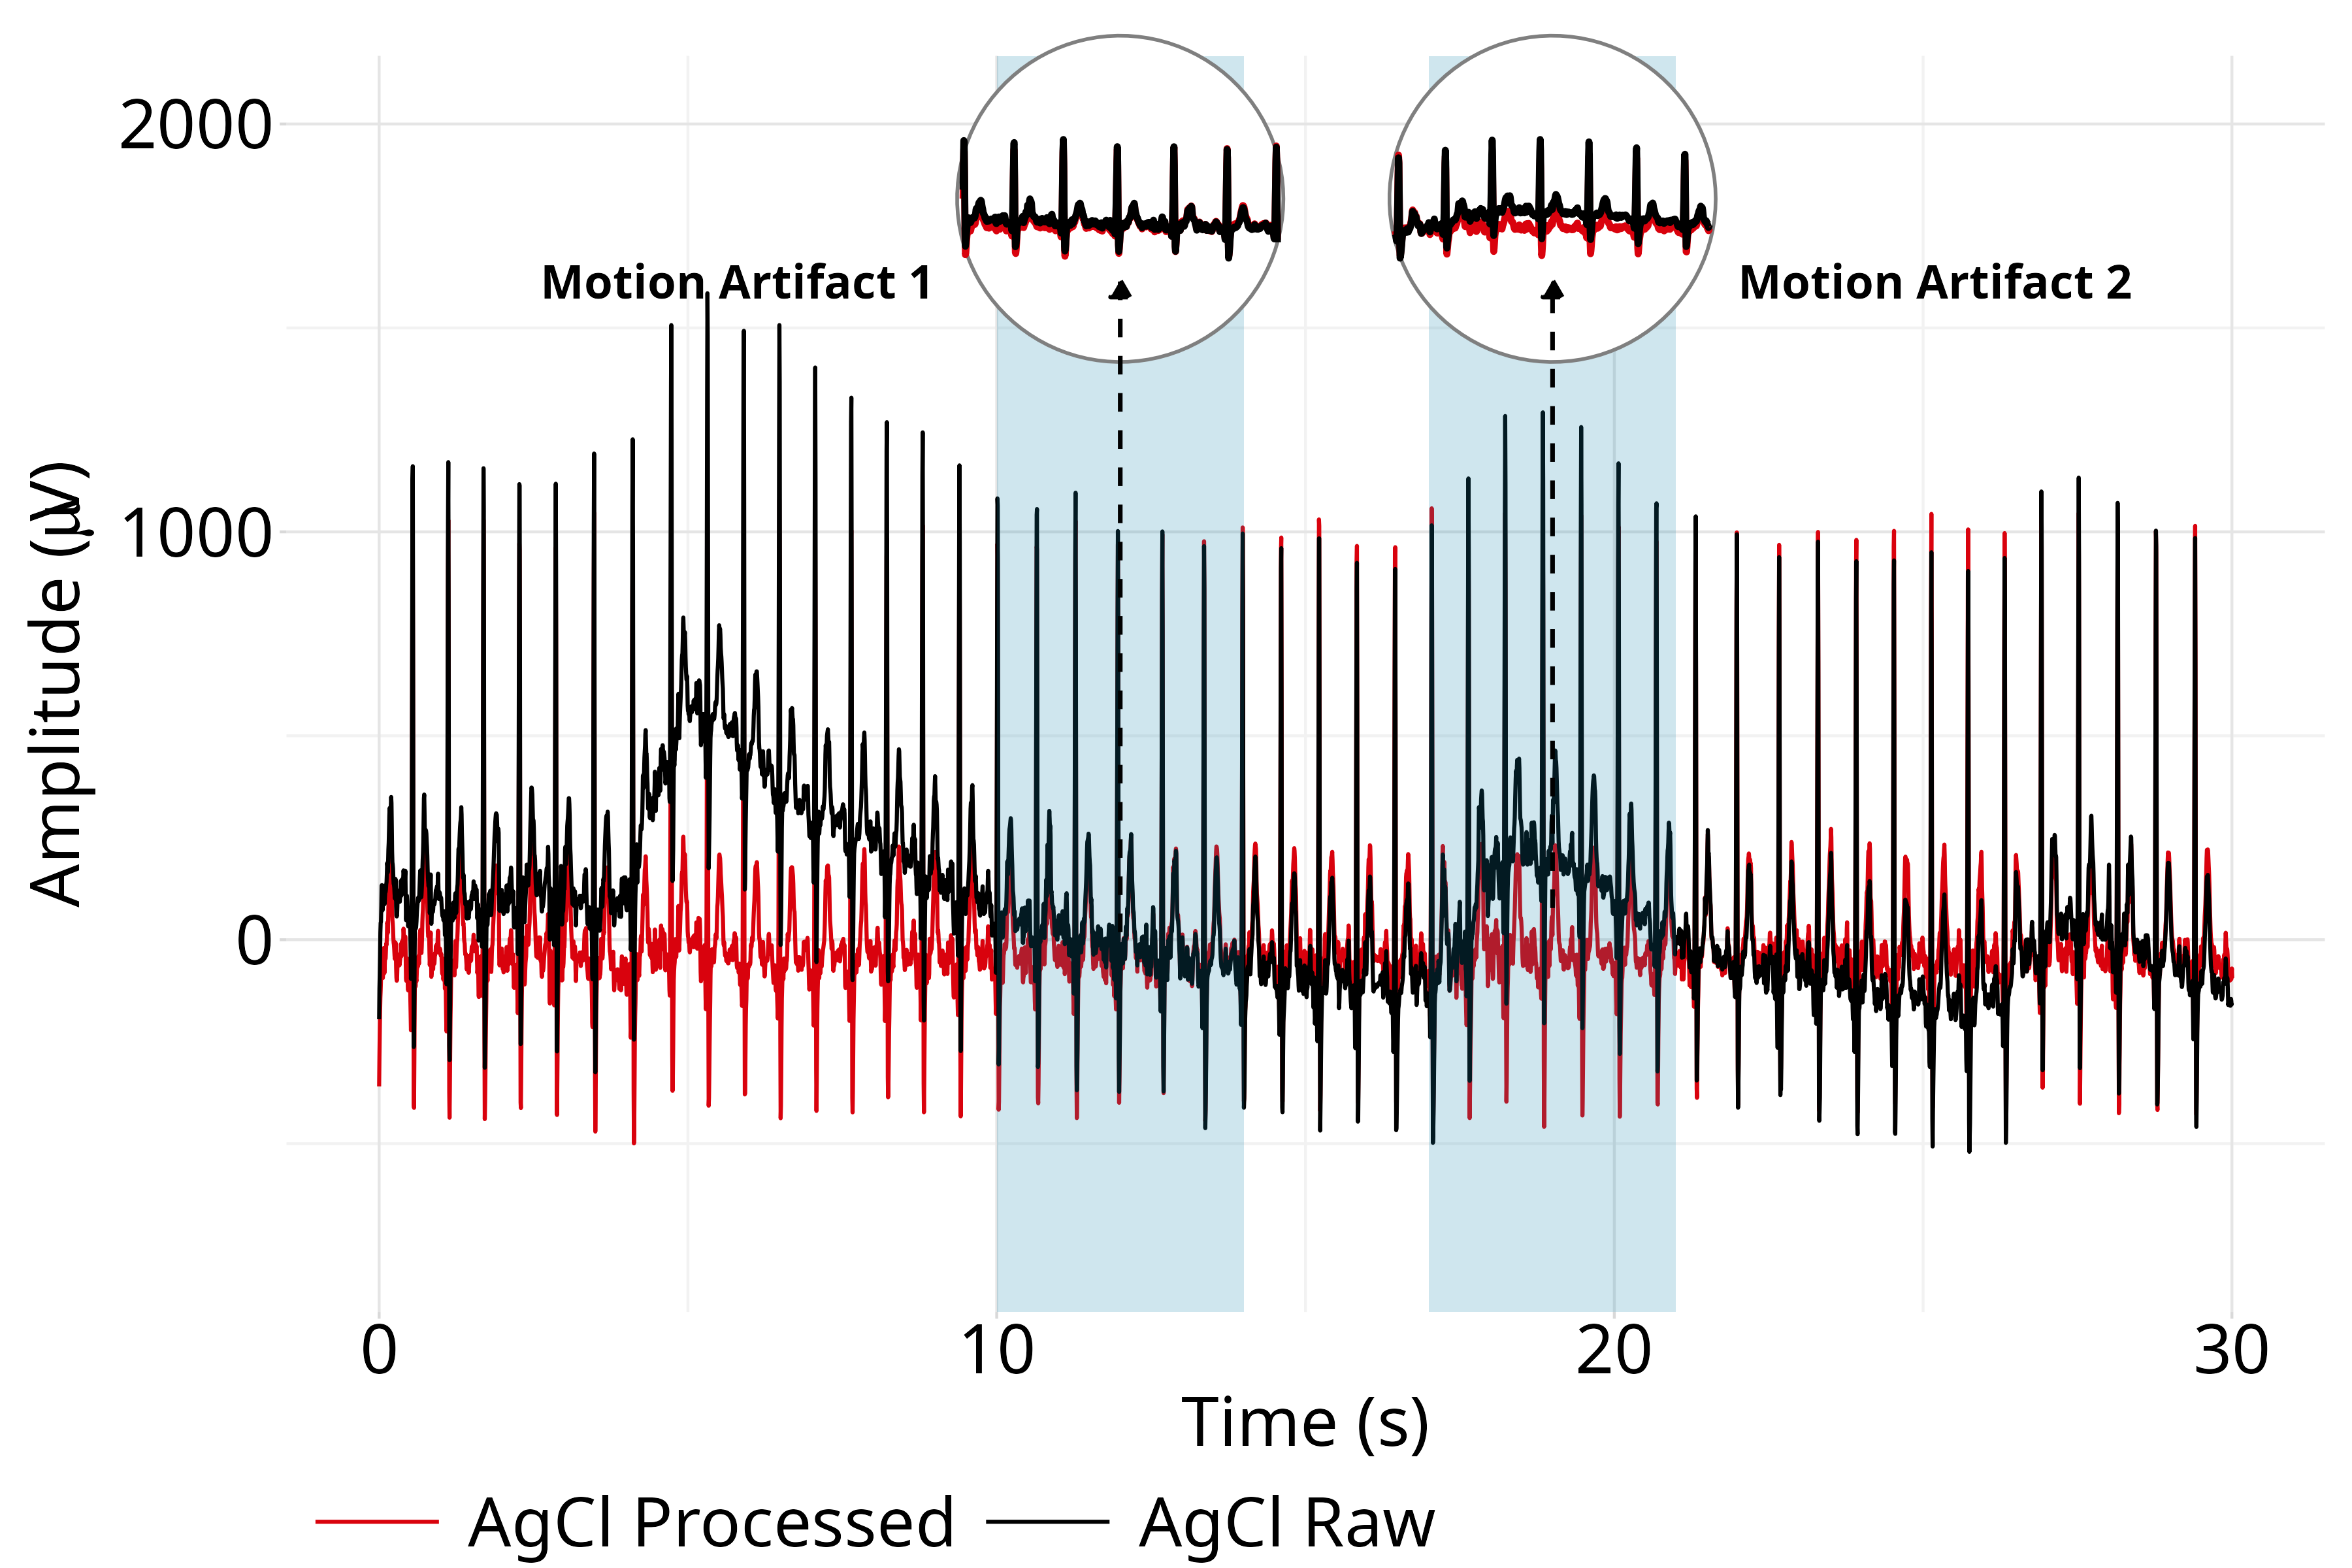 2000
Motion Artifact 1
Motion Artifact 2
1000
0
Amplitude (µW)
0
10
20
30
Time (s)
AgCl Processed
AgCl Raw